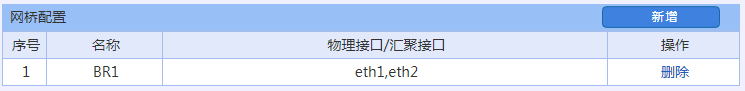 网桥配置 新增
序号 名称 物理接口/汇聚接口 操作
1 BR1 eth1,eth2 删除